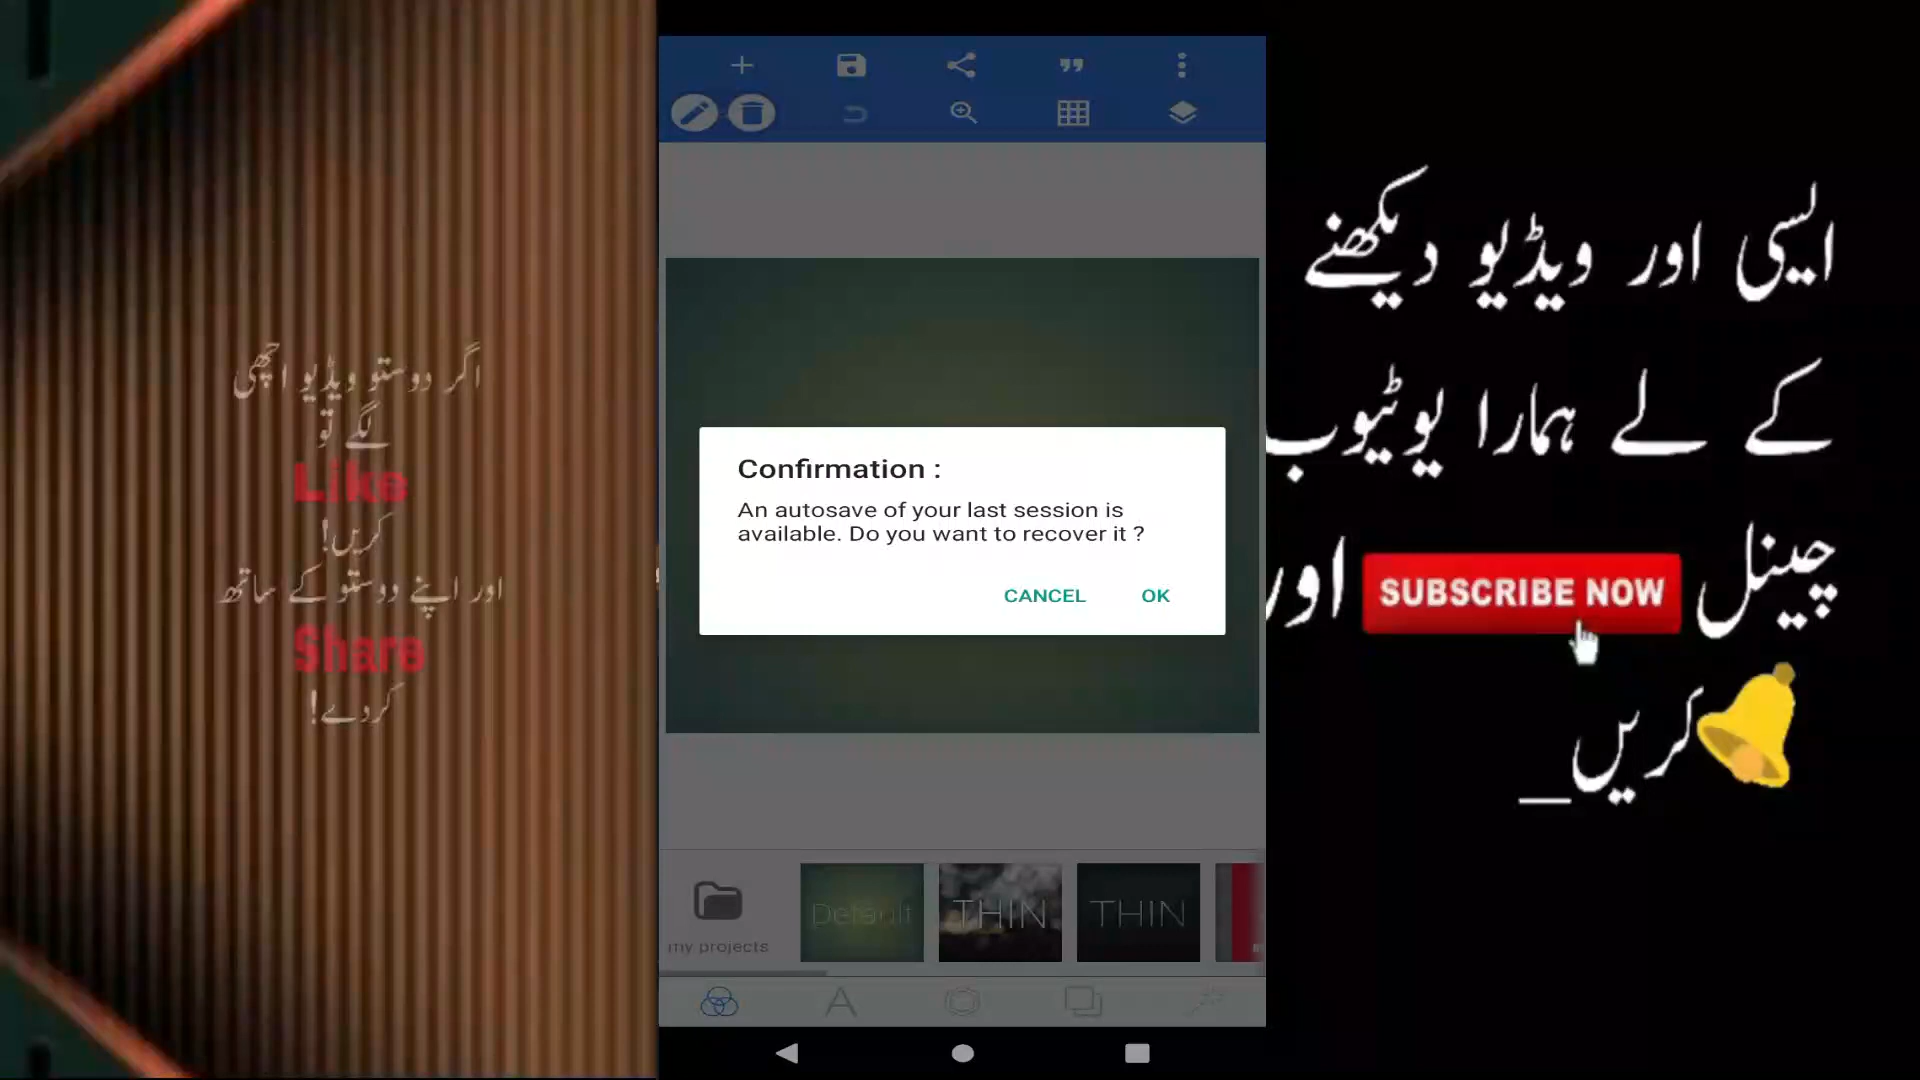 اگر دوستو ویڈیو اچھی
لگے تو
Like
کریں!
اور اپنے دوستو کے ساتھ
Share
کردے!
Confirmation :
An autosave of your last session is
available. Do you want to recover it ?
CANCEL OK
my projects
Default
THIN
THIN
A
ایسی اور ویڈیو دیکھنے
کے لے ہمارا یوٹیوب
چینل SUBSCRIBE NOW اور
کریں_